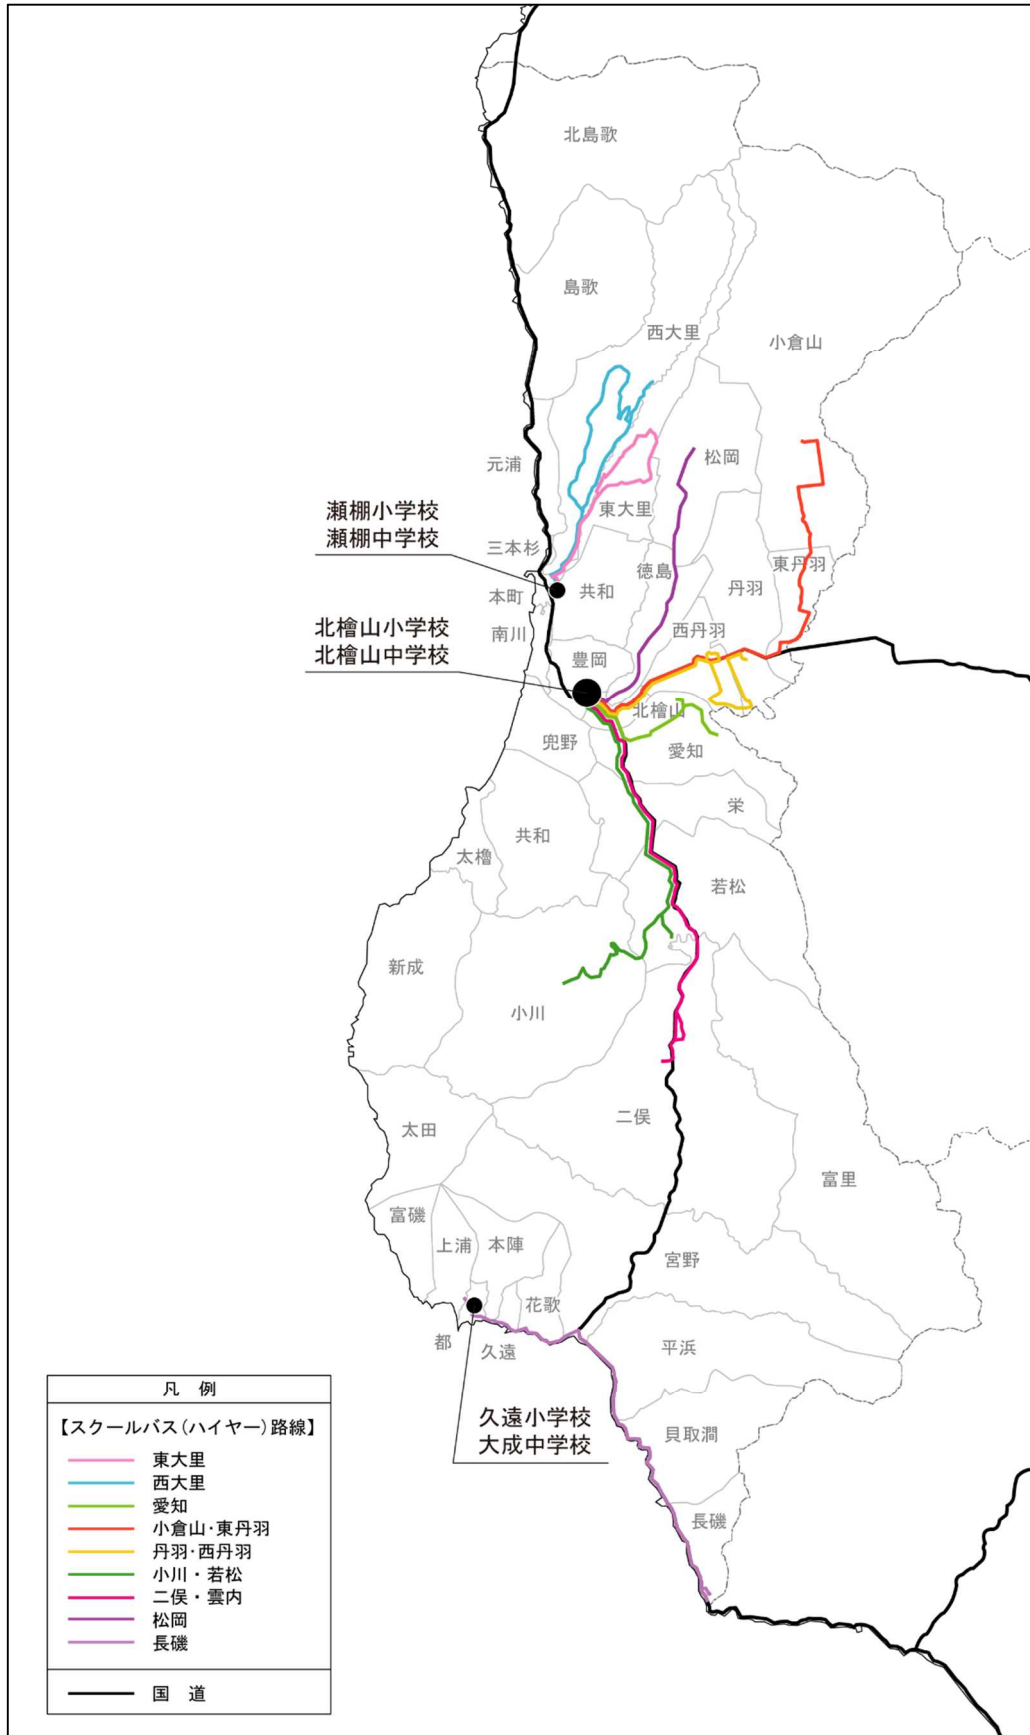 北島歌
島歌
西大里
小倉山
元浦
松岡
瀬棚小学校
瀬棚中学校
東大里
三本杉
徳島
東丹羽
本町
共和
丹羽
南川
西丹羽
北檜山小学校
北檜山中学校
豊岡
北檜山
兜野
愛知
栄
共和
太櫓
若松
新成
小川
太田
二俣
富里
富磯
上浦
本陣
宮野
花歌
都
久遠
平浜
久遠小学校
大成中学校
貝取澗
長磯
凡 例
【スクールバス(ハイヤー)路線】
東大里
西大里
愛知
小倉山・東丹羽
丹羽・西丹羽
小川・若松
二俣・雲内
松岡
長磯
国 道